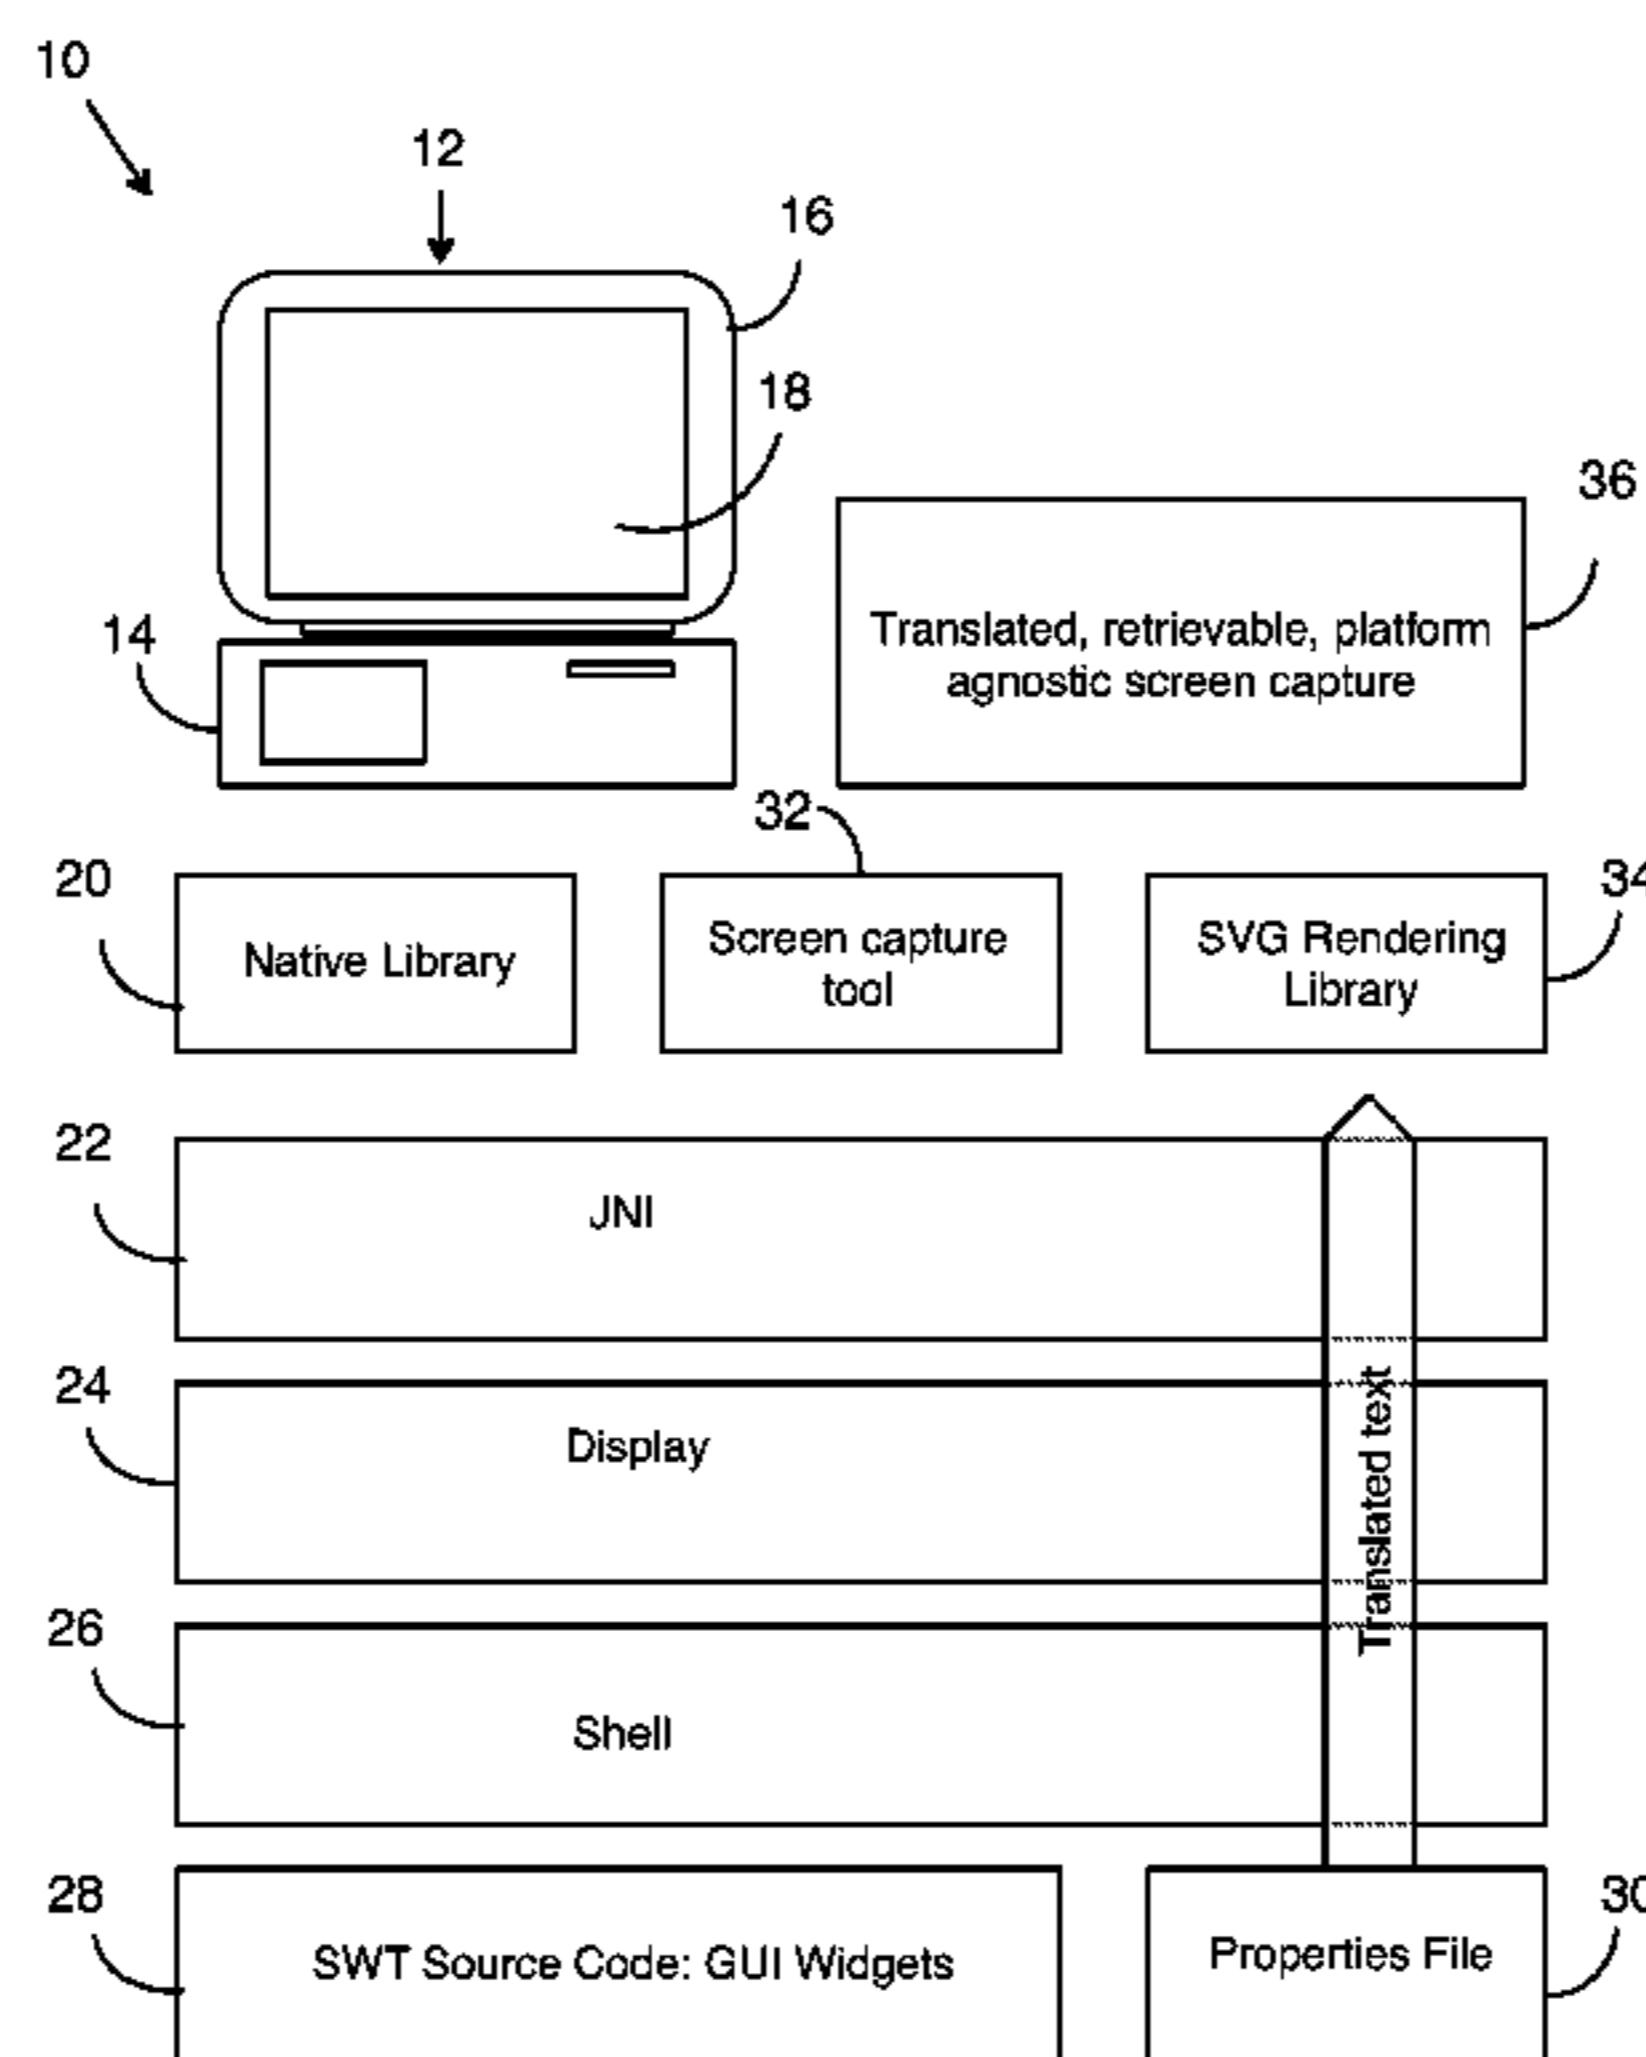 10
12
16
18
36
Translated, retrievable, platform
agnostic screen capture
14
32
20
34
Native Library
Screen capture
tool
SVG Rendering
Library
22
JNI
24
Display
Translated text
26
Shell
28
30
SWT Source Code: GUI Widgets
Properties File